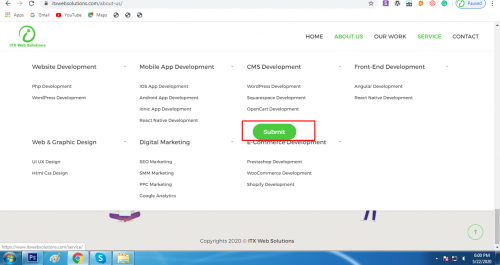 itxwebsolutions.com/about-us/
Paused
Apps
Gmail
YouTube
Maps
ITX Web Solutions
HOME
ABOUT US
OUR WORK
SERVICE
CONTACT
Website Development
Mobile App Development
CMS Development
Front-End Development
Php Development
WordPress Development
IOS App Development
Android App Development
Ionic App Development
React Native Development
WordPress Development
Squarespace Development
OpenCart Development
Angular Development
React Native Development
Submit
Web & Graphic Design
Digital Marketing
E-Commerce Development
UI UX Design
Html Css Design
SEO Marketing
SMM Marketing
PPC Marketing
Google Analytics
Prestashop Development
WooCommerce Development
Shopify Development
?
Copyrights 2020 © ITX Web Solutions
https://www.itxwebsolutions.com/service/
Ps
S
6:00 PM
5/22/2020